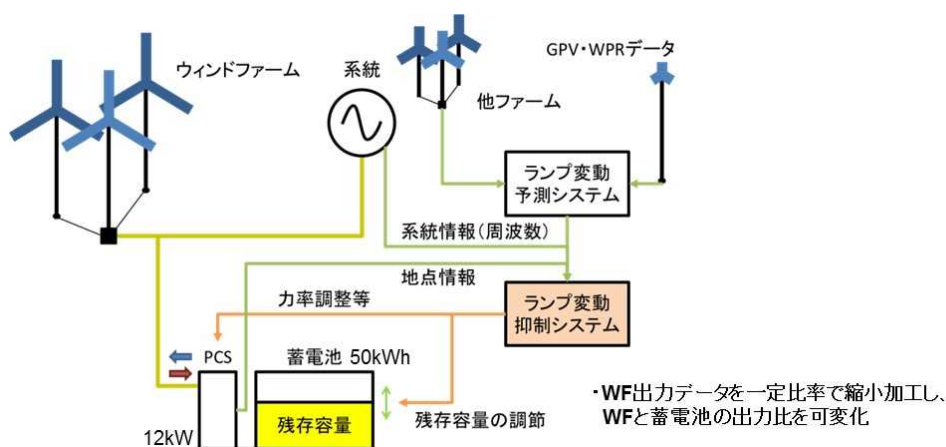 ウィンドファーム
系統
他ファーム
GPV・WPRデータ
ランプ変動
予測システム
系統情報(周波数)
地点情報
力率調整等
ランプ変動
抑制システム
PCS
蓄電池 50kWh
残存容量
12kW
残存容量の調節
・WF出力データを一定比率で縮小加工し、
WFと蓄電池の出力比を可変化